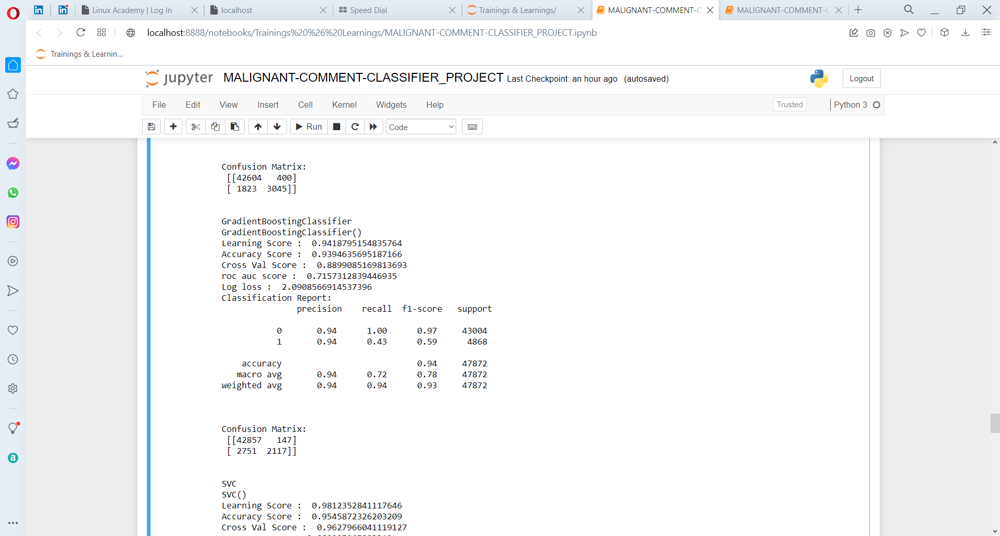 Linux Academy | Log In
localhost
Speed Dial
Trainings & Learnings/
MALIGNANT-COMMENT-C
MALIGNANT-COMMENT-C
localhost:8888/notebooks/Trainings%20%26%20Learnings/MALIGNANT-COMMENT-CLASSIFIER_PROJECT.ipynb
Trainings & Learnin...
jupyter MALIGNANT-COMMENT-CLASSIFIER_PROJECT Last Checkpoint: an hour ago (autosaved)
Logout
File Edit View Insert Cell Kernel Widgets Help
Trusted
Python 3
Run
Code
Confusion Matrix:
[[42604 400]
[ 1823 3045]]
GradientBoostingClassifier
GradientBoostingClassifier()
Learning Score : 0.9418795154835764
Accuracy Score : 0.9394635695187166
Cross Val Score : 0.8899085169813693
roc auc score : 0.7157312839446935
Log loss : 2.0908566914537396
Classification Report:
precision recall f1-score support
0 0.94 1.00 0.97 43004
1 0.94 0.43 0.59 4868
accuracy 0.94 47872
macro avg 0.94 0.72 0.78 47872
weighted avg 0.94 0.94 0.93 47872
Confusion Matrix:
[[42857 147]
[ 2751 2117]]
SVC
SVC()
Learning Score : 0.9812352841117646
Accuracy Score : 0.9545872326203209
Cross Val Score : 0.9627966041119127